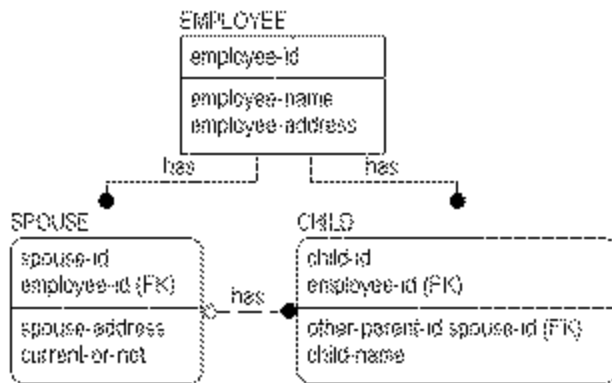 EMPLOYEE
employee-id
employee-name
employee-address
has
has
SPOUSE
spouse-id
employee-id (FK)
spouse-address
current-or-not
has
CHILD
child-id
employee-id (FK)
other-parent-id.spouse-id (FK)
child-name